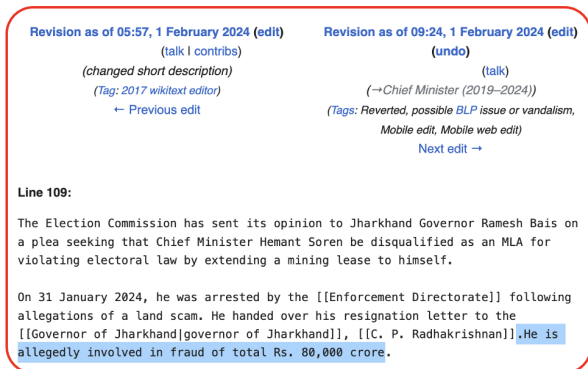 Revision as of 05:57, 1 February 2024 (edit)
(talk | contribs)
(changed short description)
(Tag: 2017 wikitext editor)
← Previous edit
Revision as of 09:24, 1 February 2024 (edit)
(undo)
(talk)
(→Chief Minister (2019–2024))
(Tags: Reverted, possible BLP issue or vandalism,
Mobile edit, Mobile web edit)
Next edit →
Line 109:
The Election Commission has sent its opinion to Jharkhand Governor Ramesh Bais on
a plea seeking that Chief Minister Hemant Soren be disqualified as an MLA for
violating electoral law by extending a mining lease to himself.
On 31 January 2024, he was arrested by the [[Enforcement Directorate]] following
allegations of a land scam. He handed over his resignation letter to the
[[Governor of Jharkhand|governor of Jharkhand]], [[C. P. Radhakrishnan]].He is
allegedly involved in fraud of total Rs. 80,000 crore.